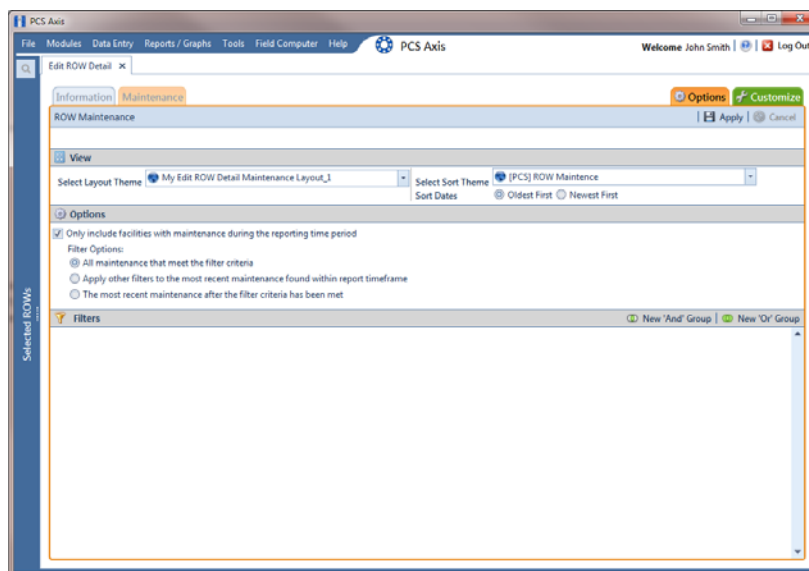 PCS Axis
File Modules Data Entry Reports / Graphs Tools Field Computer Help PCS Axis Welcome John Smith | | Log Out
Edit ROW Detail
Information Maintenance Options Customize
ROW Maintenance | Apply | Cancel
View
Select Layout Theme My Edit ROW Detail Maintenance Layout_1 Select Sort Theme [PCS] ROW Maintence
Sort Dates Oldest First Newest First
Options
Only include facilities with maintenance during the reporting time period
Filter Options:
All maintenance that meet the filter criteria
Apply other filters to the most recent maintenance found within report timeframe
The most recent maintenance after the filter criteria has been met
Filters New 'And' Group | New 'Or' Group
Selected ROWs